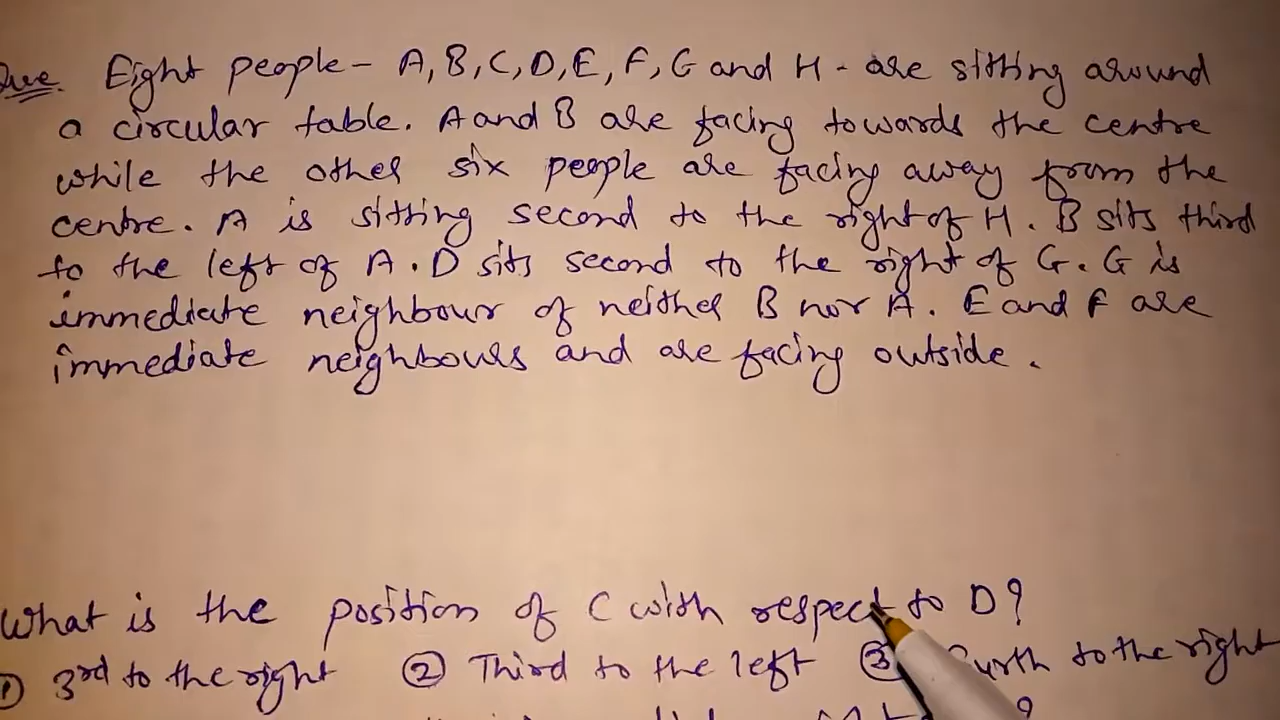 Que. Eight people - A, B, C, D, E, F, G and H - are sitting around
a circular table. A and B are facing towards the centre
while the other six people are facing away from the
centre. A is sitting second to the right of H. B sits third
to the left of A. D sits second to the right of G. G is
immediate neighbour of neither B nor A. E and F are
immediate neighbours and are facing outside.
What is the position of C with respect to D?
① 3rd to the right ② Third to the left ③ to the right